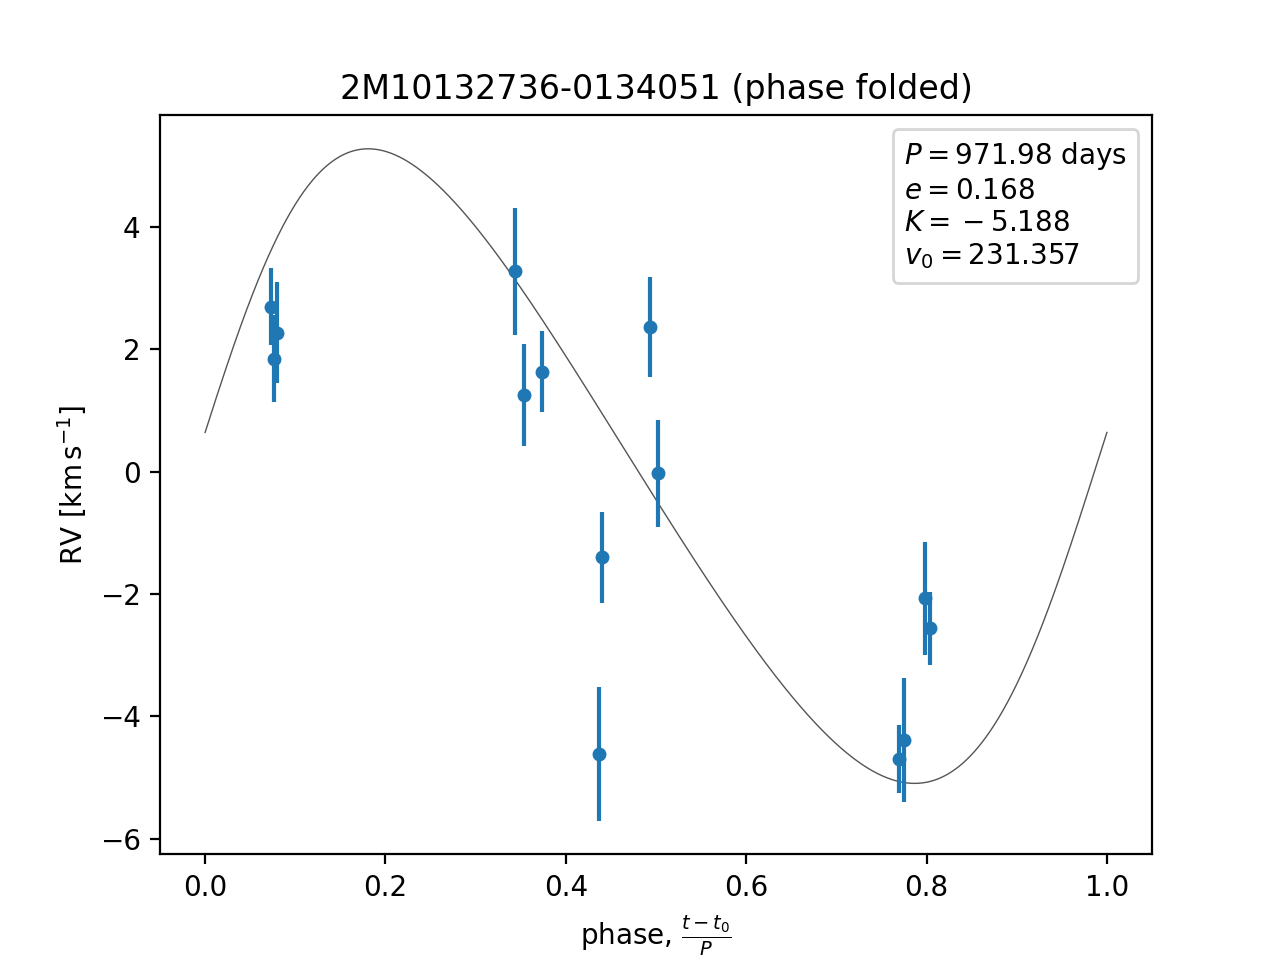 2M10132736-0134051 (phase folded)
P = 971.98 days
e = 0.168
K = −5.188
v₀ = 231.357
4
2
0
−2
−4
−6
RV [km s⁻¹]
0.0 0.2 0.4 0.6 0.8 1.0
phase, (t − t₀)/P